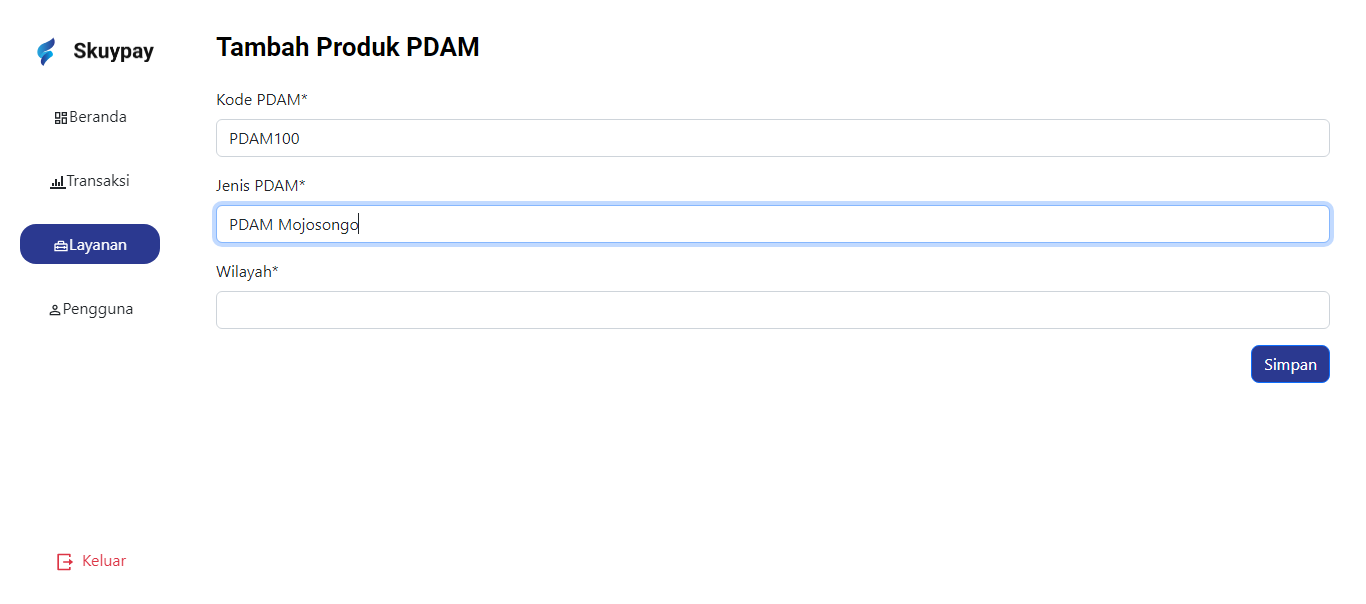 Skuypay
Beranda
Transaksi
Layanan
Pengguna
Keluar
Tambah Produk PDAM
Kode PDAM*
PDAM100
Jenis PDAM*
PDAM Mojosongo
Wilayah*
Simpan